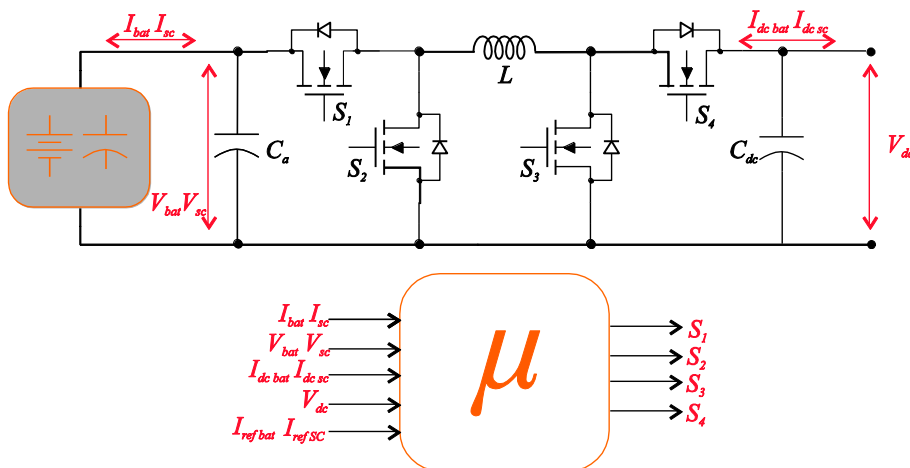 I_bat I_sc
I_dc bat I_dc sc
L
S_1
S_4
C_a
S_2
S_3
C_dc
V_dc
V_bat V_sc
I_bat I_sc
V_bat V_sc
I_dc bat I_dc sc
V_dc
I_ref bat I_ref SC
μ
S_1
S_2
S_3
S_4